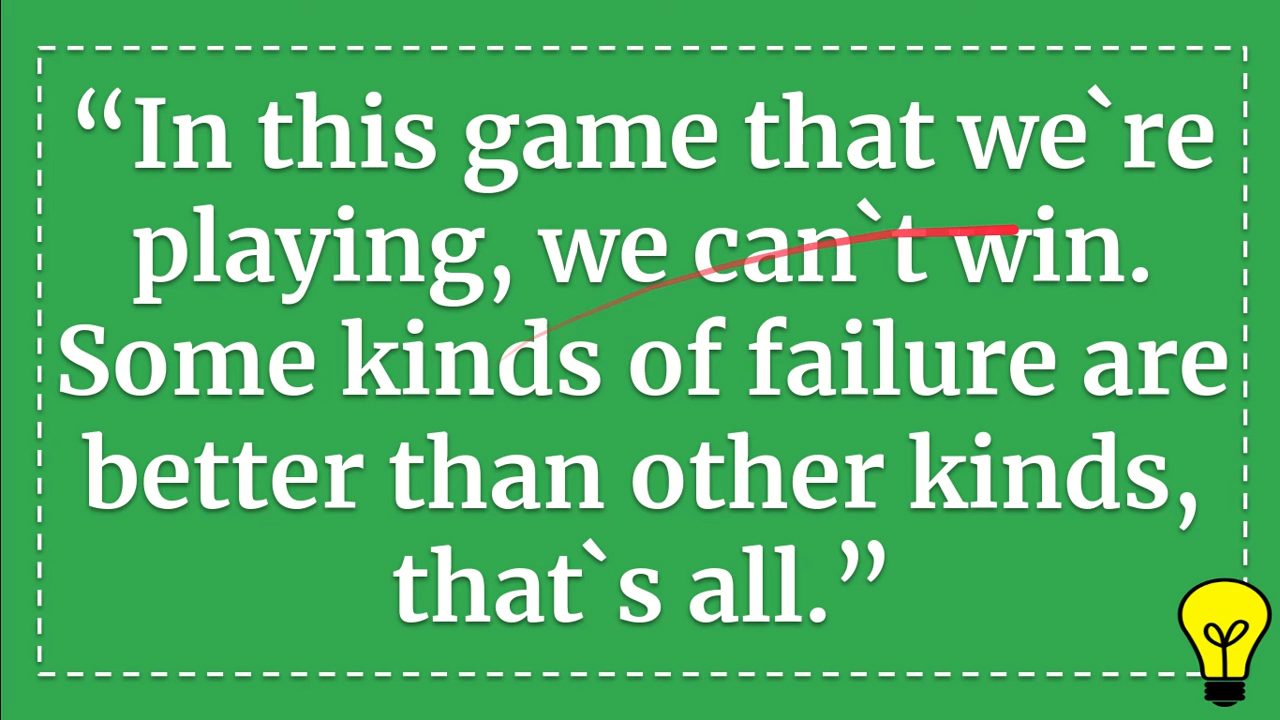 “In this game that we`re
playing, we can`t win.
Some kinds of failure are
better than other kinds,
that`s all.”